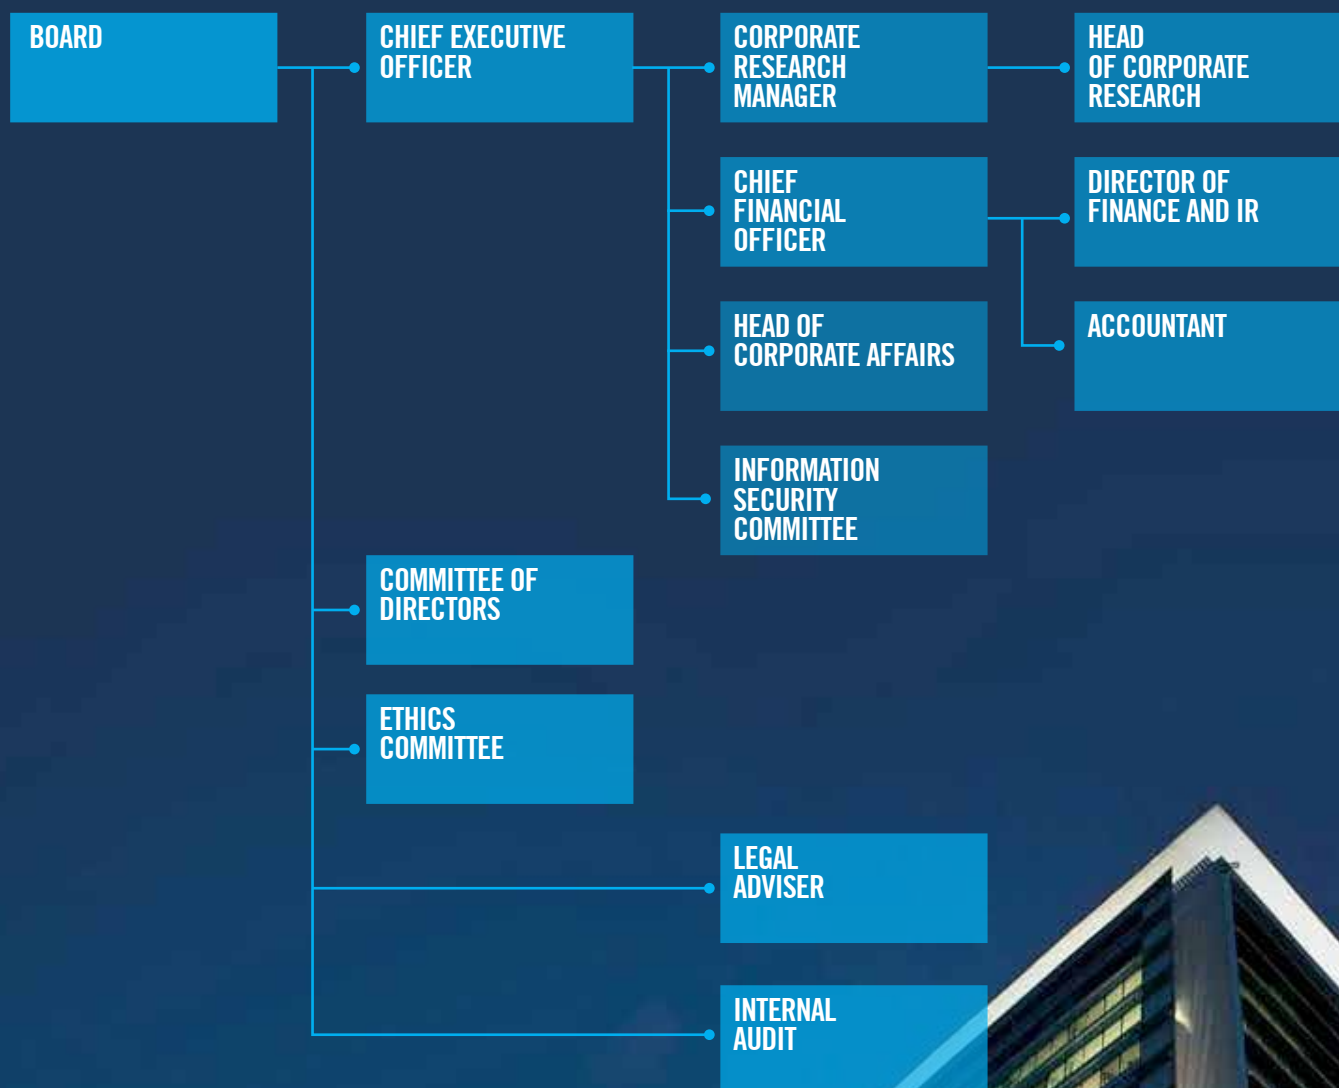 BOARD
CHIEF EXECUTIVE
OFFICER
CORPORATE
RESEARCH
MANAGER
HEAD
OF CORPORATE
RESEARCH
CHIEF
FINANCIAL
OFFICER
DIRECTOR OF
FINANCE AND IR
HEAD OF
CORPORATE AFFAIRS
ACCOUNTANT
INFORMATION
SECURITY
COMMITTEE
COMMITTEE OF
DIRECTORS
ETHICS
COMMITTEE
LEGAL
ADVISER
INTERNAL
AUDIT